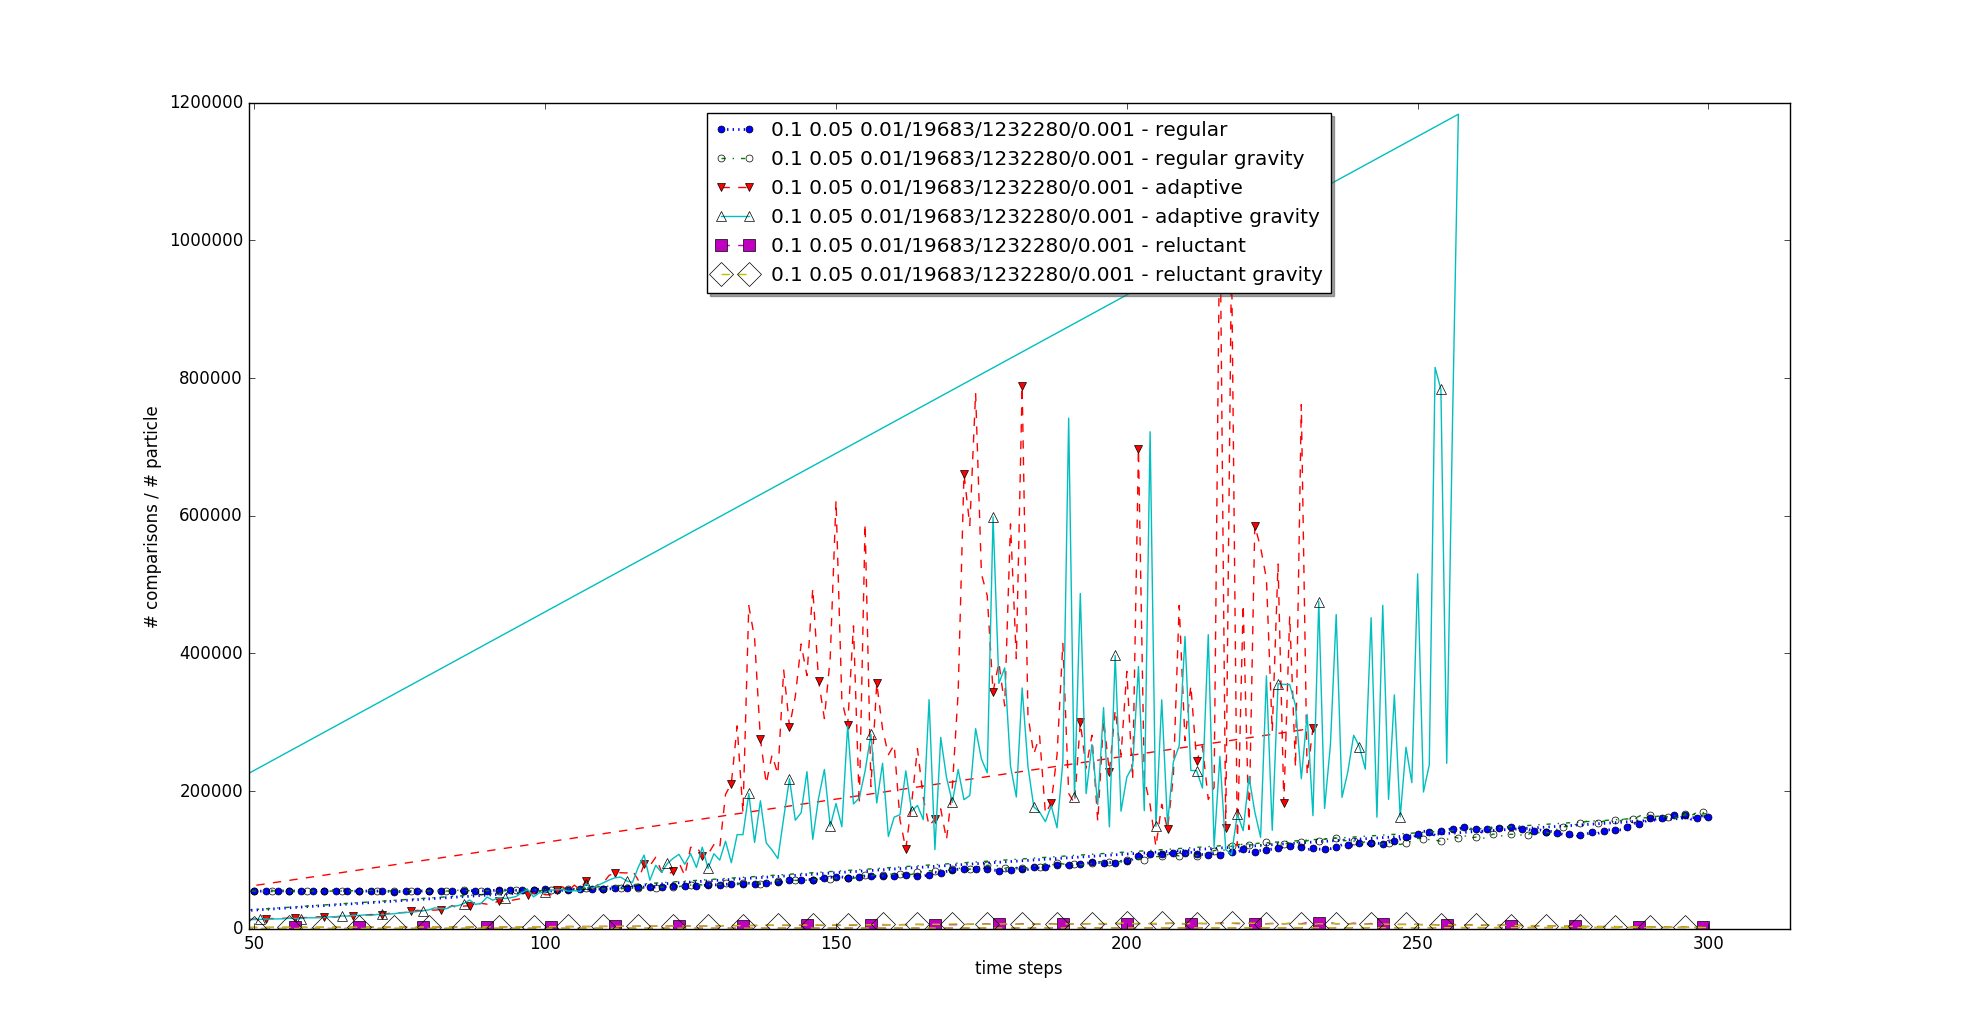 1200000
1000000
800000
600000
400000
200000
0
# comparisons / # particle
0.1 0.05 0.01/19683/1232280/0.001 - regular
0.1 0.05 0.01/19683/1232280/0.001 - regular gravity
0.1 0.05 0.01/19683/1232280/0.001 - adaptive
0.1 0.05 0.01/19683/1232280/0.001 - adaptive gravity
0.1 0.05 0.01/19683/1232280/0.001 - reluctant
0.1 0.05 0.01/19683/1232280/0.001 - reluctant gravity
50 100 150 200 250 300
time steps